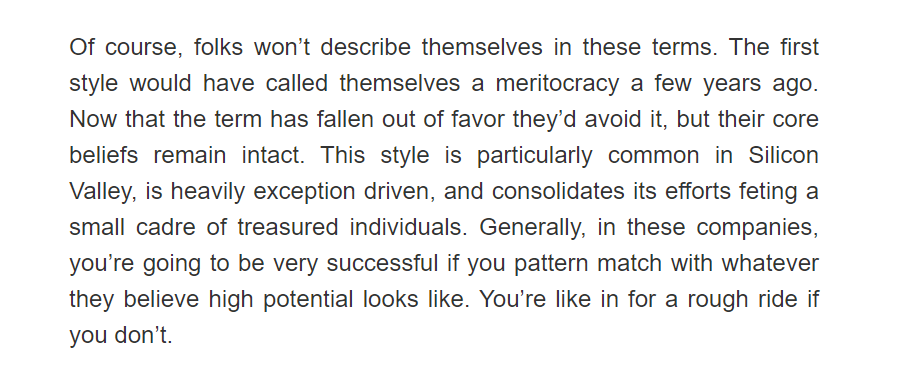 Of course, folks won’t describe themselves in these terms. The first
style would have called themselves a meritocracy a few years ago.
Now that the term has fallen out of favor they’d avoid it, but their core
beliefs remain intact. This style is particularly common in Silicon
Valley, is heavily exception driven, and consolidates its efforts feting a
small cadre of treasured individuals. Generally, in these companies,
you’re going to be very successful if you pattern match with whatever
they believe high potential looks like. You’re like in for a rough ride if
you don’t.